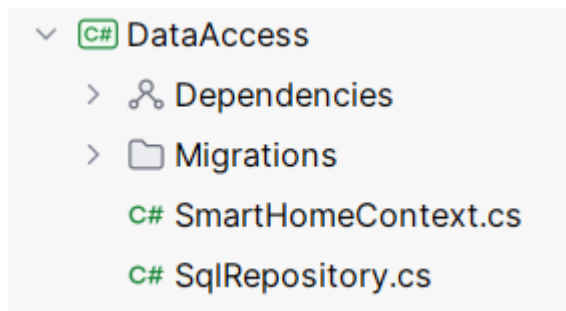 C# DataAccess
Dependencies
Migrations
C# SmartHomeContext.cs
C# SqlRepository.cs